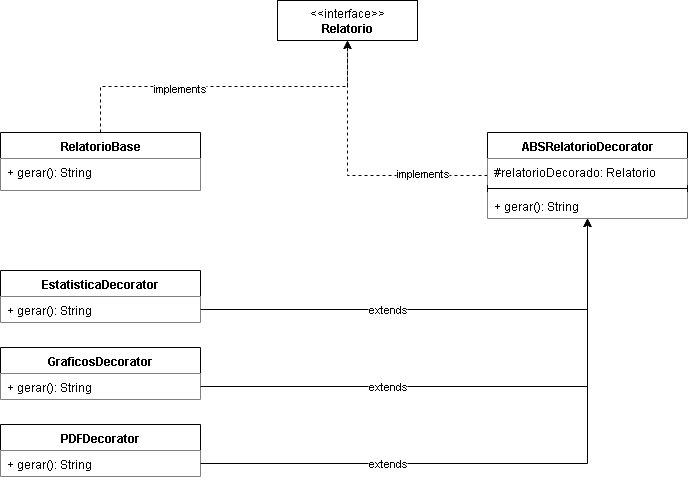 <<interface>>
Relatorio
implements
RelatorioBase
+ gerar(): String
ABSRelatorioDecorator
#relatorioDecorado: Relatorio
implements
+ gerar(): String
EstatisticaDecorator
+ gerar(): String
extends
GraficosDecorator
+ gerar(): String
extends
PDFDecorator
+ gerar(): String
extends